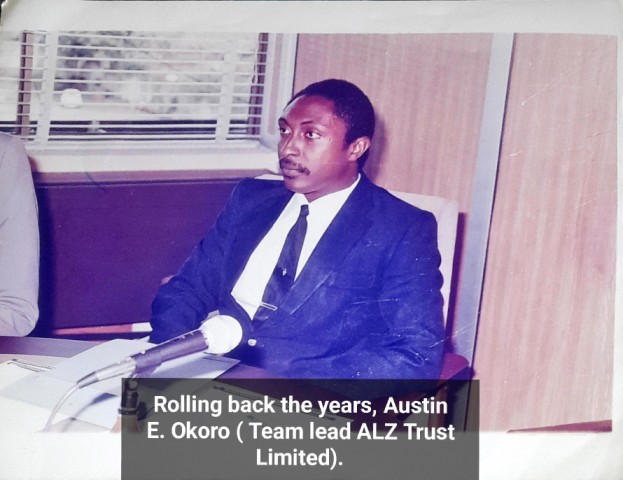 Rolling back the years, Austin
E. Okoro ( Team lead ALZ Trust
Limited).